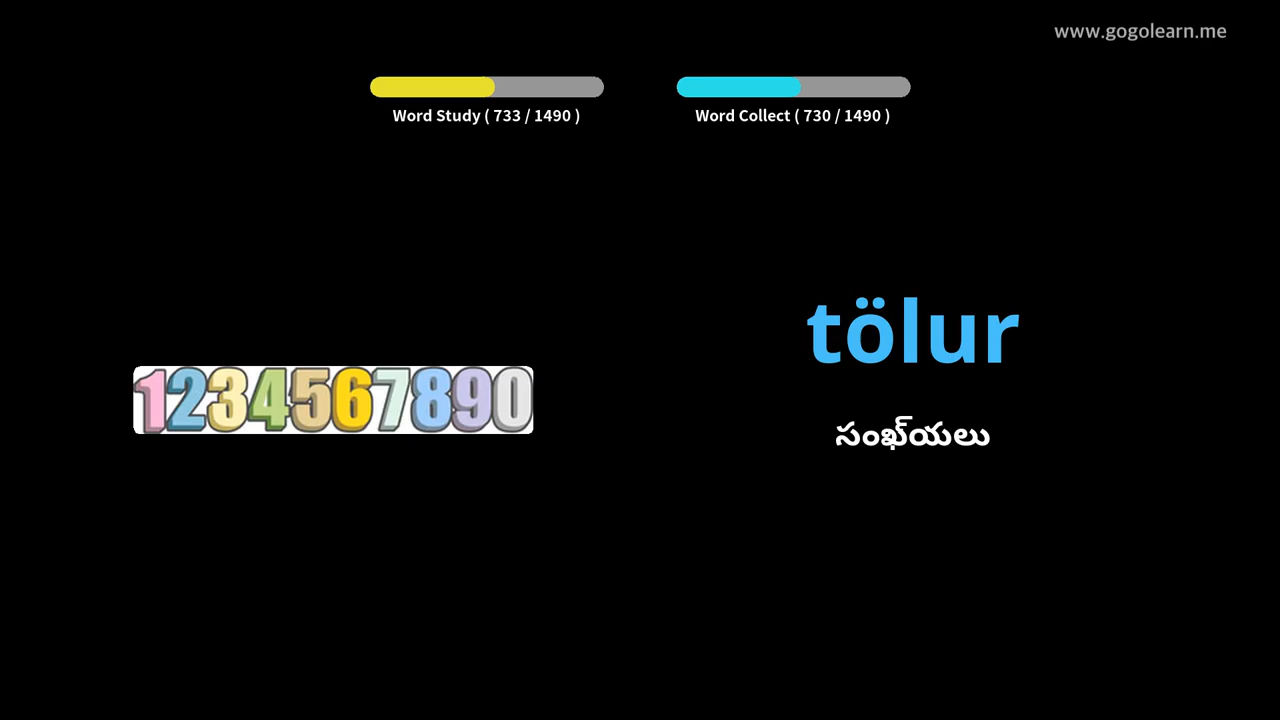 www.gogolearn.me
Word Study ( 733 / 1490 )
Word Collect ( 730 / 1490 )
tölur
1234567890
సంఖ్యలు